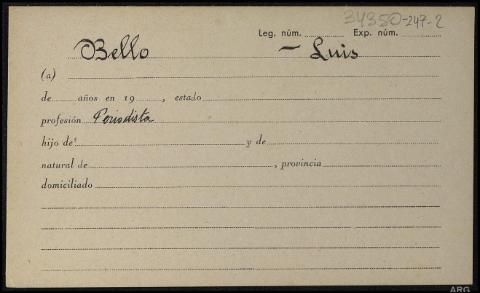 34350-247-2
Leg. núm. Exp. núm.
Bello - Luis
(a)
de años en 19 , estado
profesión Periodista
hijo de y de
natural de , provincia
domiciliado
ARG